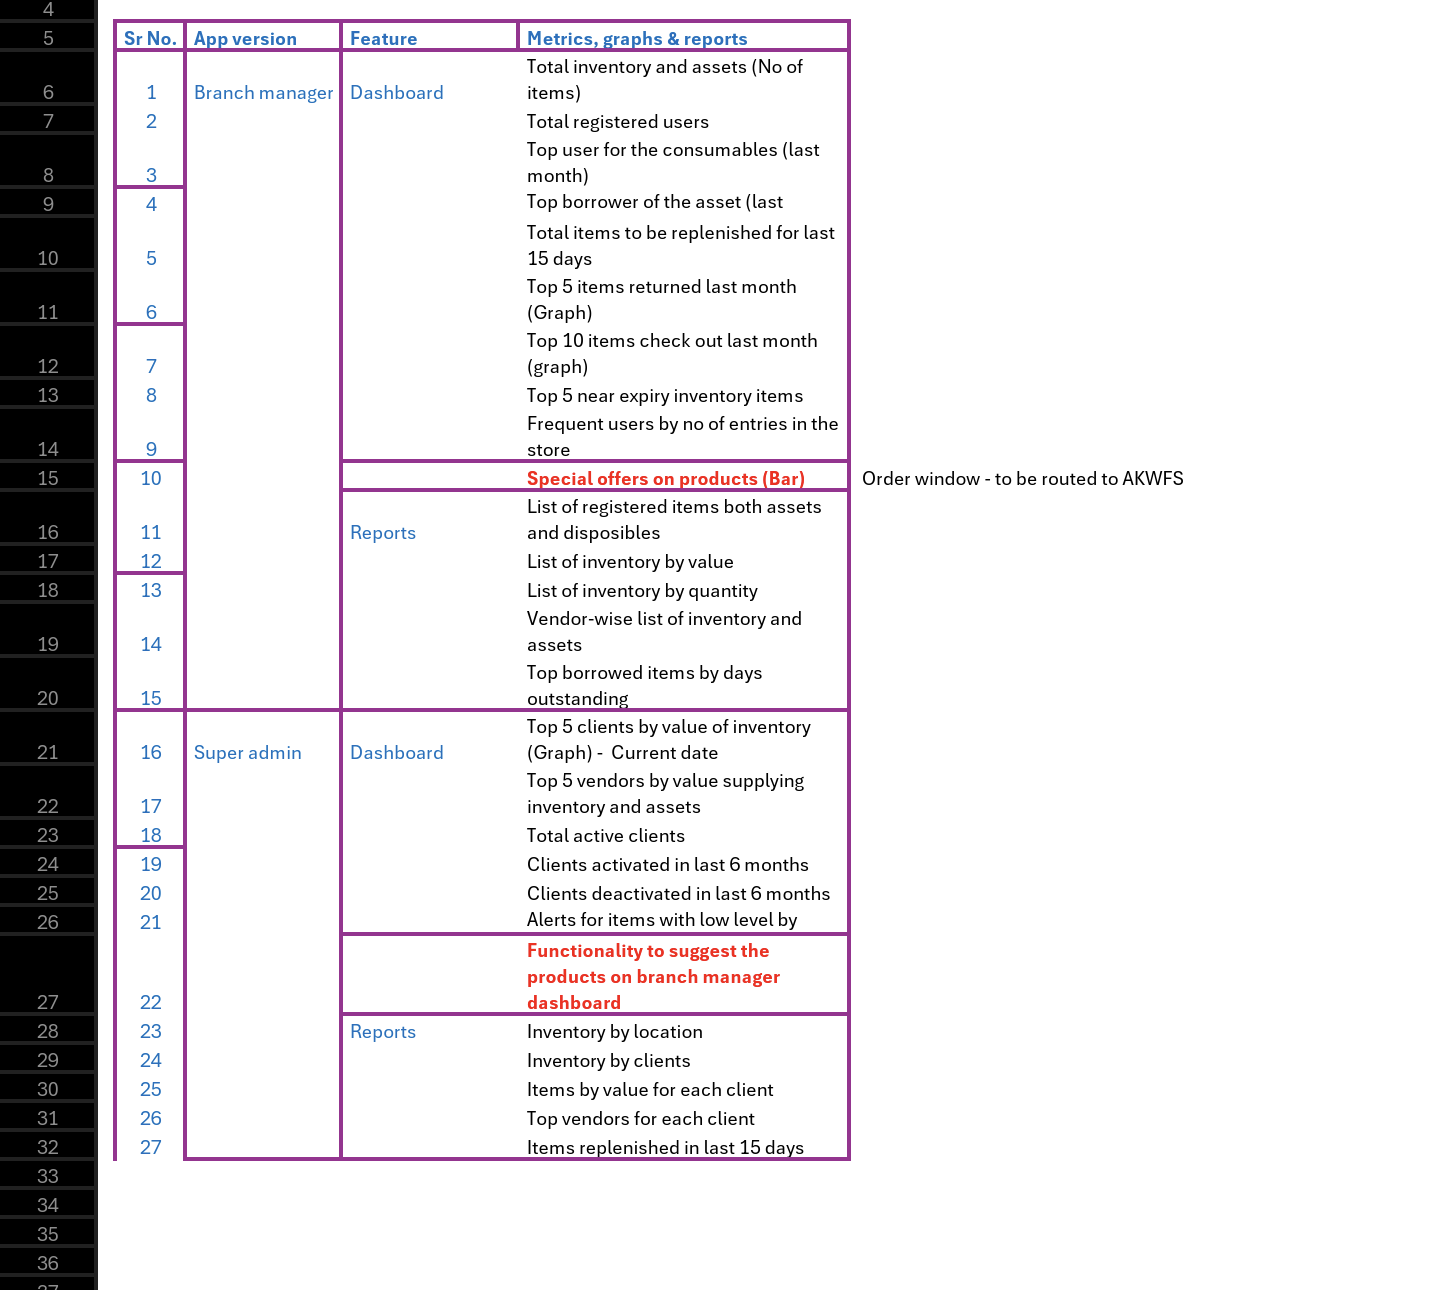 4
5 Sr No. App version Feature Metrics, graphs & reports
Total inventory and assets (No of
6 1 Branch manager Dashboard items)
7 2 Total registered users
Top user for the consumables (last
8 3 month)
9 4 Top borrower of the asset (last
Total items to be replenished for last
10 5 15 days
Top 5 items returned last month
11 6 (Graph)
Top 10 items check out last month
12 7 (graph)
13 8 Top 5 near expiry inventory items
Frequent users by no of entries in the
14 9 store
15 10 Special offers on products (Bar) Order window - to be routed to AKWFS
List of registered items both assets
16 11 Reports and disposibles
17 12 List of inventory by value
18 13 List of inventory by quantity
Vendor-wise list of inventory and
19 14 assets
Top borrowed items by days
20 15 outstanding
Top 5 clients by value of inventory
21 16 Super admin Dashboard (Graph) - Current date
Top 5 vendors by value supplying
22 17 inventory and assets
23 18 Total active clients
24 19 Clients activated in last 6 months
25 20 Clients deactivated in last 6 months
26 21 Alerts for items with low level by
Functionality to suggest the
products on branch manager
27 22 dashboard
28 23 Reports Inventory by location
29 24 Inventory by clients
30 25 Items by value for each client
31 26 Top vendors for each client
32 27 Items replenished in last 15 days
33
34
35
36
37